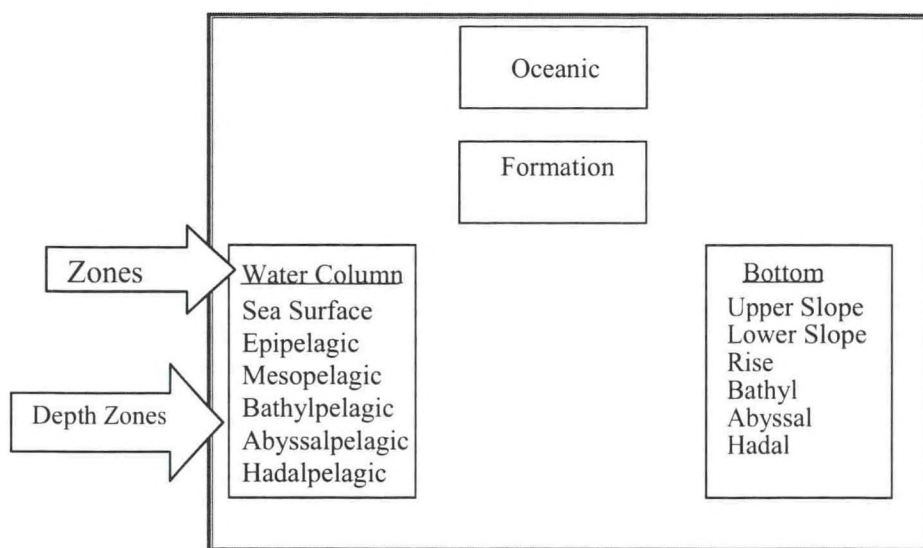 Oceanic
Formation
Zones
Water Column
Sea Surface
Epipelagic
Mesopelagic
Bathylpelagic
Abyssalpelagic
Hadalpelagic
Depth Zones
Bottom
Upper Slope
Lower Slope
Rise
Bathyl
Abyssal
Hadal